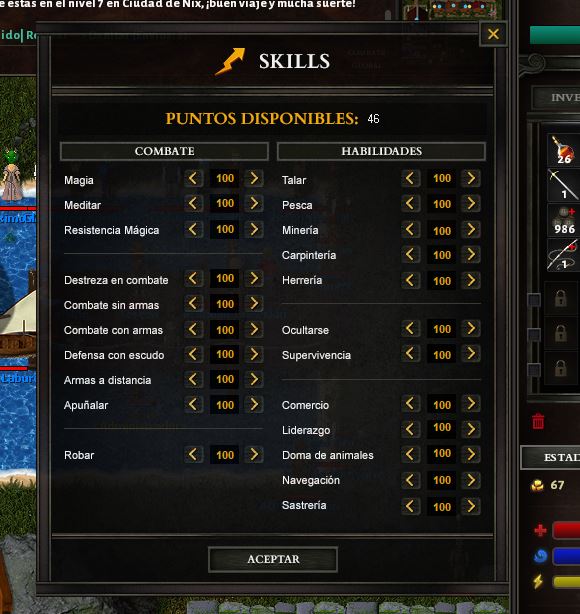 e estas en el nivel 7 en Ciudad de Nix, ¡buen viaje y mucha suerte!
ido| Re
SKILLS
PUNTOS DISPONIBLES: 46
COMBATE
HABILIDADES
Magia 100
Meditar 100
Resistencia Mágica 100
Destreza en combate 100
Combate sin armas 100
Combate con armas 100
Defensa con escudo 100
Armas a distancia 100
Apuñalar 100
Robar 100
Talar 100
Pesca 100
Minería 100
Carpintería 100
Herrería 100
Ocultarse 100
Supervivencia 100
Comercio 100
Liderazgo 100
Doma de animales 100
Navegación 100
Sastrería 100
ACEPTAR
INVE
26
1
986
1
ESTAD
67